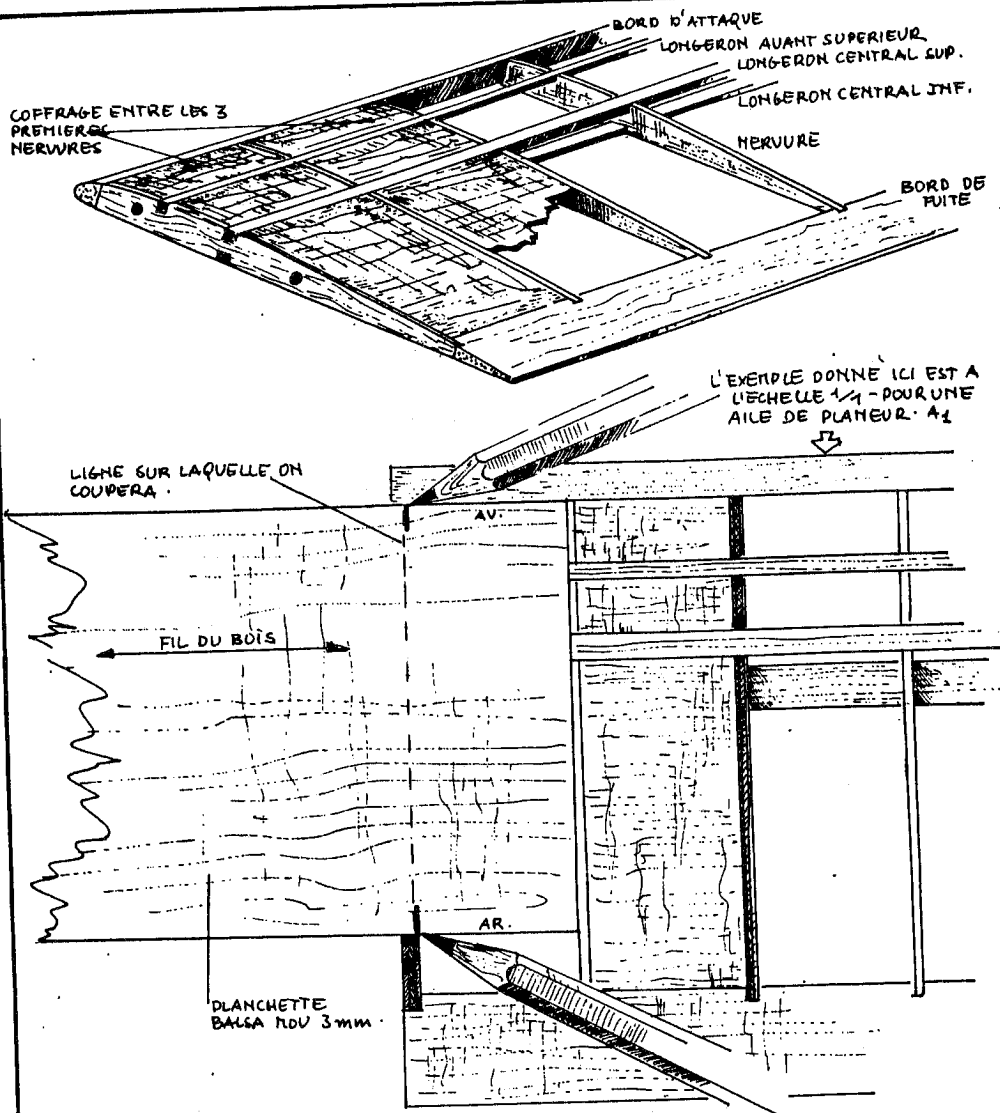 BORD D'ATTAQUE
LONGERON AVANT SUPERIEUR
LONGERON CENTRAL SUP.
COFFRAGE ENTRE LES 3
PREMIERES
NERVURES
LONGERON CENTRAL INF.
NERVURE
BORD DE
FUITE
L'EXEMPLE DONNÉ ICI EST A
L'ECHELLE 1/1 - POUR UNE
AILE DE PLANEUR. A1
LIGNE SUR LAQUELLE ON
COUPERA.
AV.
FIL DU BOIS
AR.
PLANCHETTE
BALSA MOU 3mm.